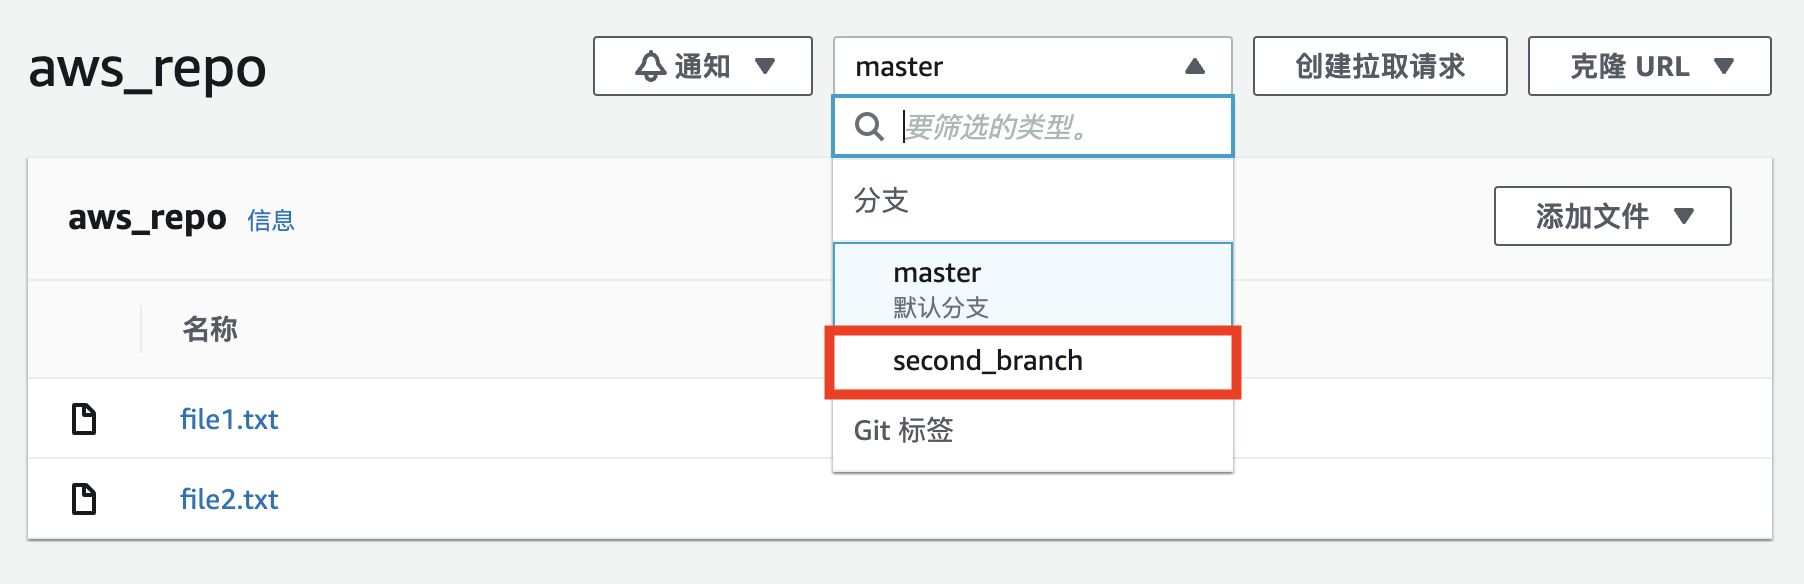 aws_repo
通知
master
创建拉取请求
克隆 URL
要筛选的类型。
分支
master
默认分支
second_branch
Git 标签
aws_repo 信息
添加文件
名称
file1.txt
file2.txt